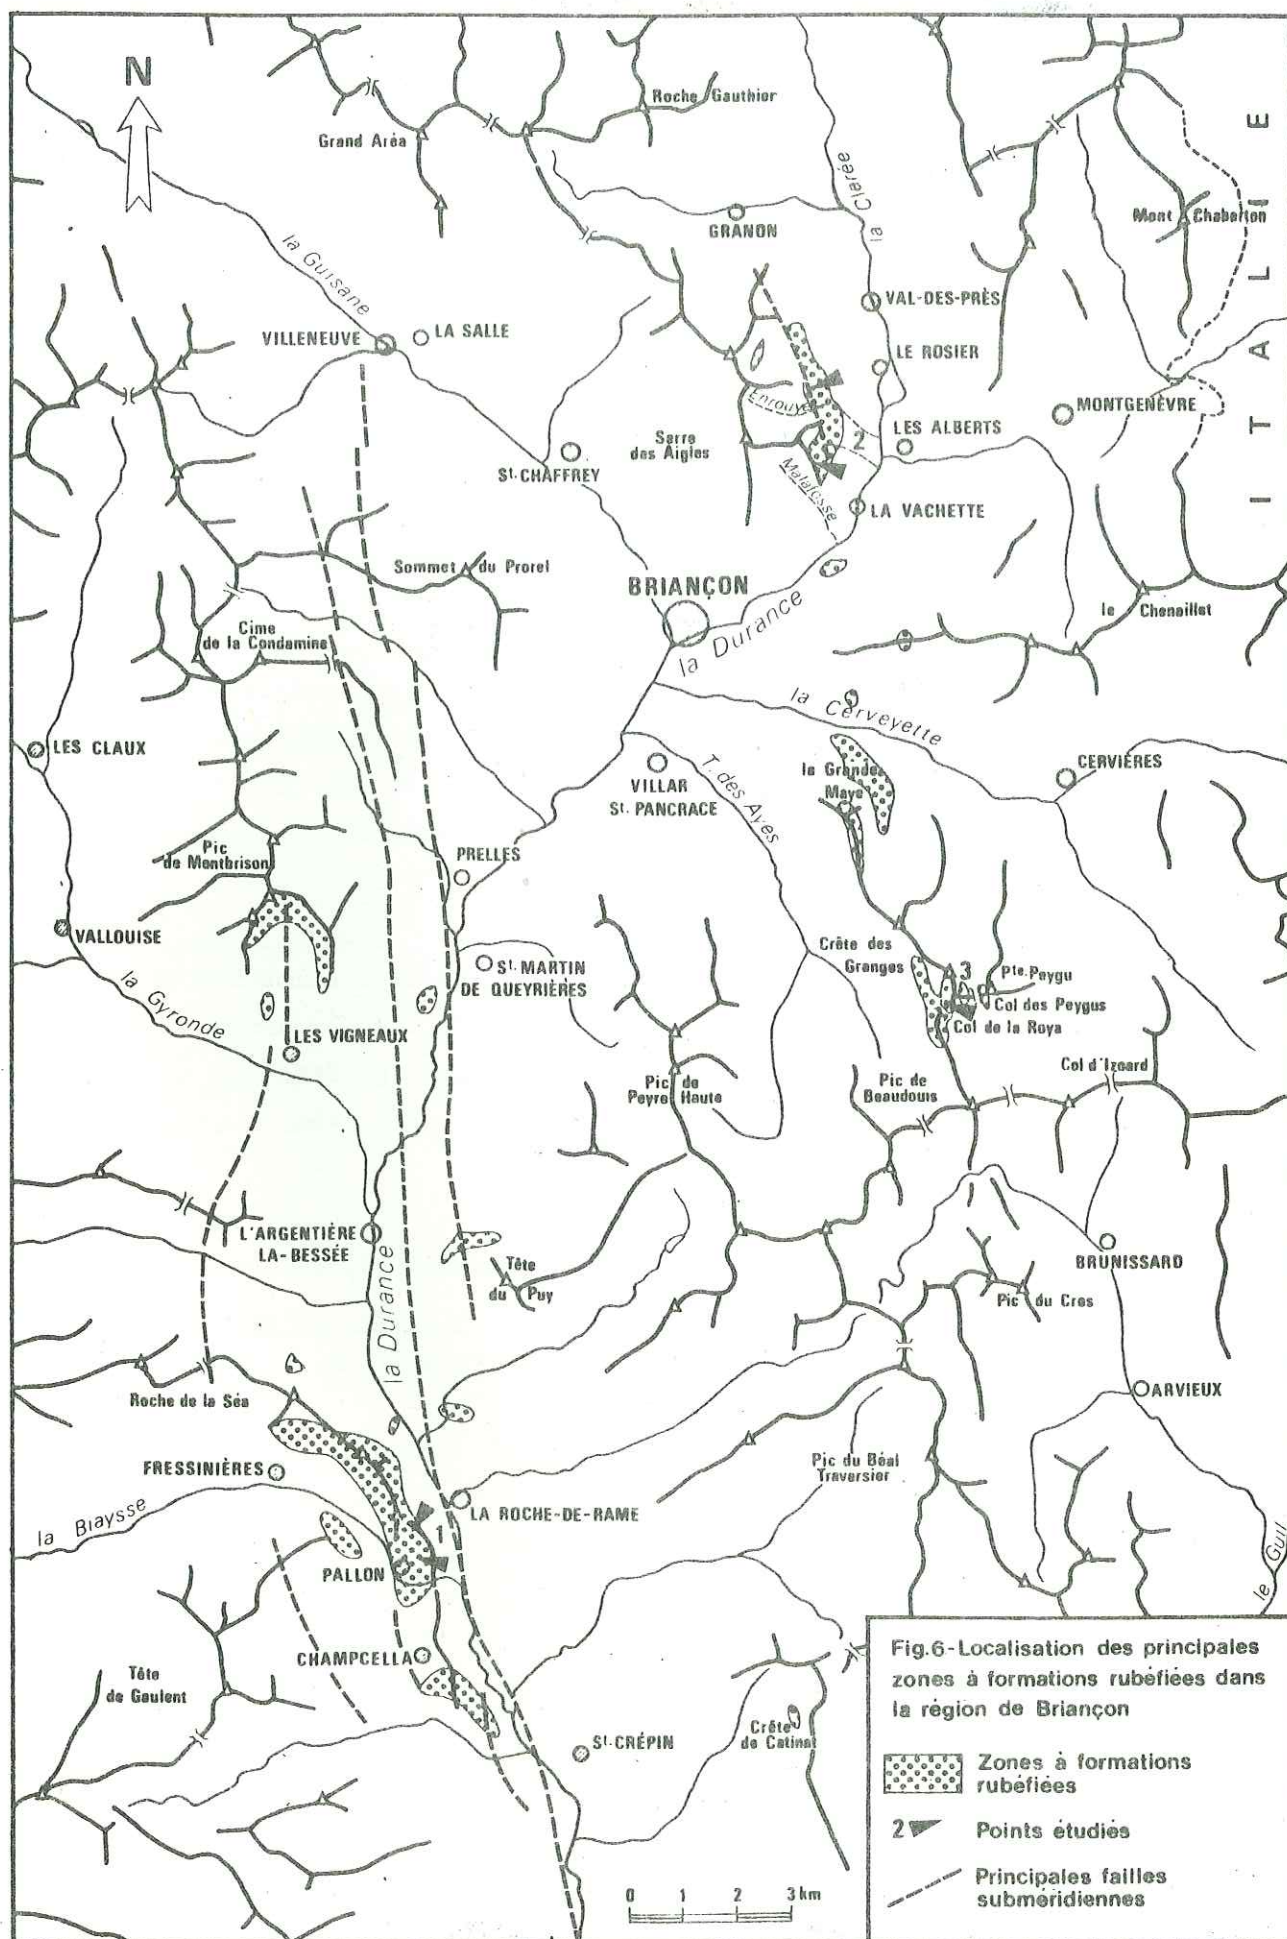 N
Roche Gauthier
Grand Aréa
la Clarée
ITALIE
Mont Chaberton
GRANON
la Guisane
VAL-DES-PRÈS
VILLENEUVE
LA SALLE
LE ROSIER
MONTGENÈVRE
Enrouye
LES ALBERTS
2
Serre
des Aigles
St. CHAFFREY
Malafosse
LA VACHETTE
Sommet du Prorel
BRIANÇON
la Durance
le Chenaillet
Cime
de la Condamine
la Cerveyette
LES CLAUX
CERVIÈRES
la Grande
Maye
VILLAR
St. PANCRACE
T. des Ayes
Pic
de Montbrison
PRELLES
VALLOUISE
Crête des
Granges
3
Pte. Peygu
Col des Peygus
Col de la Roya
St. MARTIN
DE QUEYRIÈRES
la Gyronde
LES VIGNEAUX
Col d'Izoard
Pic de
Peyre Haute
Pic de
Beaudouis
L'ARGENTIÈRE
LA-BESSÉE
BRUNISSARD
Tête
du Puy
Pic du Cros
la Durance
Roche de la Séa
ARVIEUX
FRESSINIÈRES
Pic du Béal
Traversier
la Biaysse
LA ROCHE-DE-RAME
1
PALLON
le Guil
CHAMPCELLA
Tête
de Gaulent
St. CRÉPIN
Crête
de Catinat
Fig.6-Localisation des principales
zones à formations rubéfiées dans
la région de Briançon
Zones à formations
rubéfiées
2 Points étudiés
Principales failles
subméridiennes
0 1 2 3 km